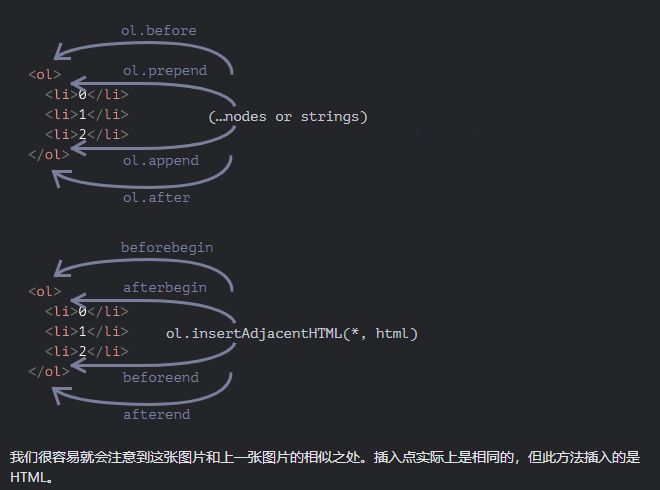 ol.before
<ol>
ol.prepend
<li>0</li>
<li>1</li>
(…nodes or strings)
<li>2</li>
</ol>
ol.append
ol.after
beforebegin
<ol>
afterbegin
<li>0</li>
<li>1</li>
ol.insertAdjacentHTML(*, html)
<li>2</li>
</ol>
beforeend
afterend
我们很容易就会注意到这张图片和上一张图片的相似之处。插入点实际上是相同的，但此方法插入的是
HTML。